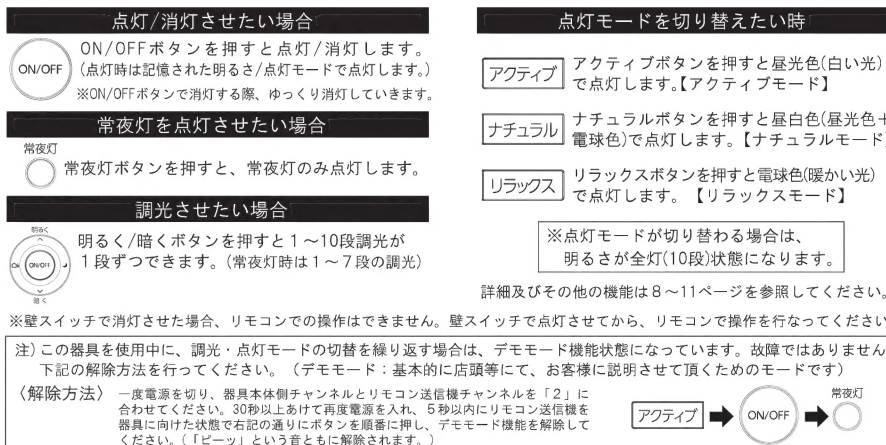 点灯/消灯させたい場合
ON/OFF
ON/OFFボタンを押すと点灯/消灯します。
(点灯時は記憶された明るさ/点灯モードで点灯します。)
※ON/OFFボタンで消灯する際、ゆっくり消灯していきます。
常夜灯を点灯させたい場合
常夜灯
常夜灯ボタンを押すと、常夜灯のみ点灯します。
調光させたい場合
明るく
ON/OFF
暗く
明るく/暗くボタンを押すと1～10段調光が
1段ずつできます。(常夜灯時は1～7段の調光)
点灯モードを切り替えたい時
アクティブ
アクティブボタンを押すと昼光色(白い光)
で点灯します。【アクティブモード】
ナチュラル
ナチュラルボタンを押すと昼白色(昼光色+
電球色)で点灯します。【ナチュラルモード】
リラックス
リラックスボタンを押すと電球色(暖かい光)
で点灯します。【リラックスモード】
※点灯モードが切り替わる場合は、
明るさが全灯(10段)状態になります。
詳細及びその他の機能は8～11ページを参照してください。
※壁スイッチで消灯させた場合、リモコンでの操作はできません。壁スイッチで点灯させてから、リモコンで操作を行なってください
注)この器具を使用中に、調光・点灯モードの切替を繰り返す場合は、デモモード機能状態になっています。故障ではありません
下記の解除方法を行ってください。(デモモード：基本的に店頭等にて、お客様に説明させて頂くためのモードです)
〈解除方法〉一度電源を切り、器具本体側チャンネルとリモコン送信機チャンネルを「2」に
合わせてください。30秒以上あけて再度電源を入れ、5秒以内にリモコン送信機を
器具に向けた状態で右記の通りにボタンを順番に押し、デモモード機能を解除して
ください。(「ピーッ」という音ともに解除されます。)
アクティブ
ON/OFF
常夜灯